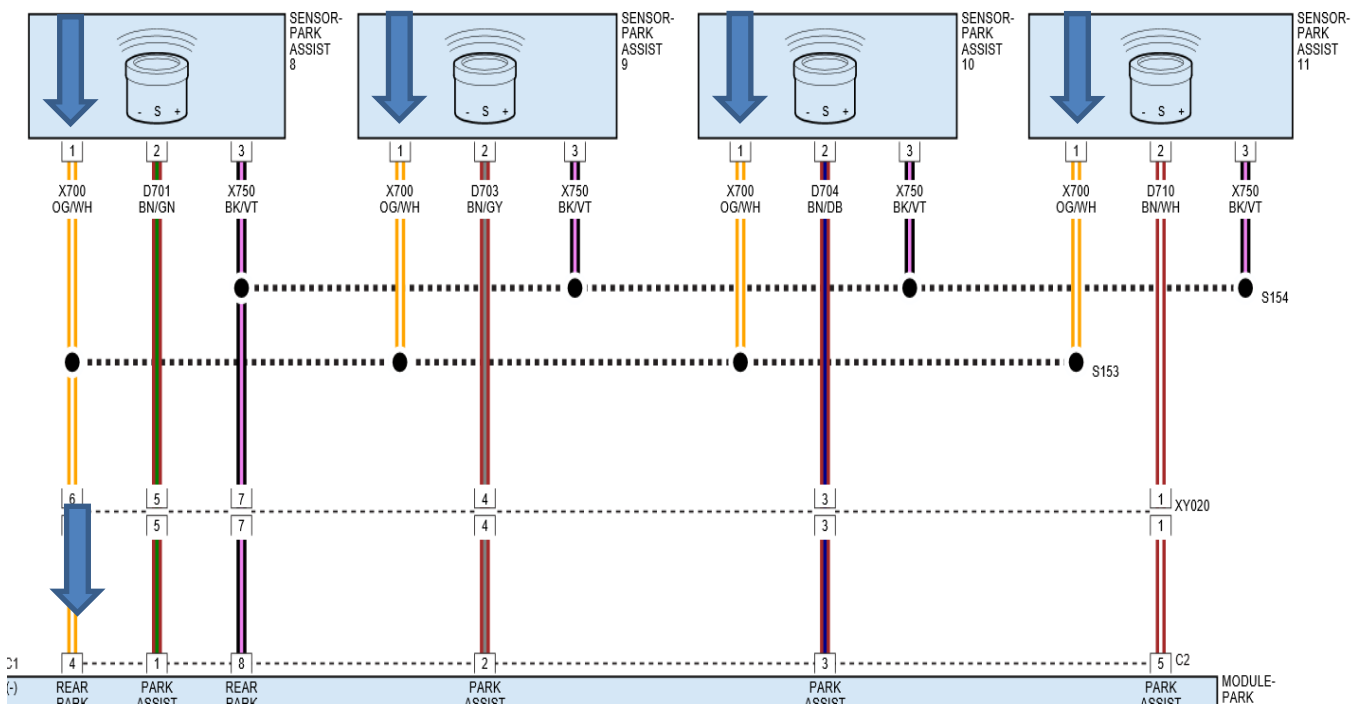 SENSOR-
PARK
ASSIST
8
SENSOR-
PARK
ASSIST
9
SENSOR-
PARK
ASSIST
10
SENSOR-
PARK
ASSIST
11
- S +
- S +
- S +
- S +
1 2 3 1 2 3 1 2 3 1 2 3
X700 D701 X750 X700 D703 X750 X700 D704 X750 X700 D710 X750
OG/WH BN/GN BK/VT OG/WH BN/GY BK/VT OG/WH BN/DB BK/VT OG/WH BN/WH BK/VT
S154
S153
6 5 7 4 3 1
XY020
5 7 4 3 1
C1 4 1 8 2 3 5 C2
(-) REAR PARK REAR PARK PARK PARK MODULE-
PARK ASSIST PARK ASSIST ASSIST ASSIST PARK